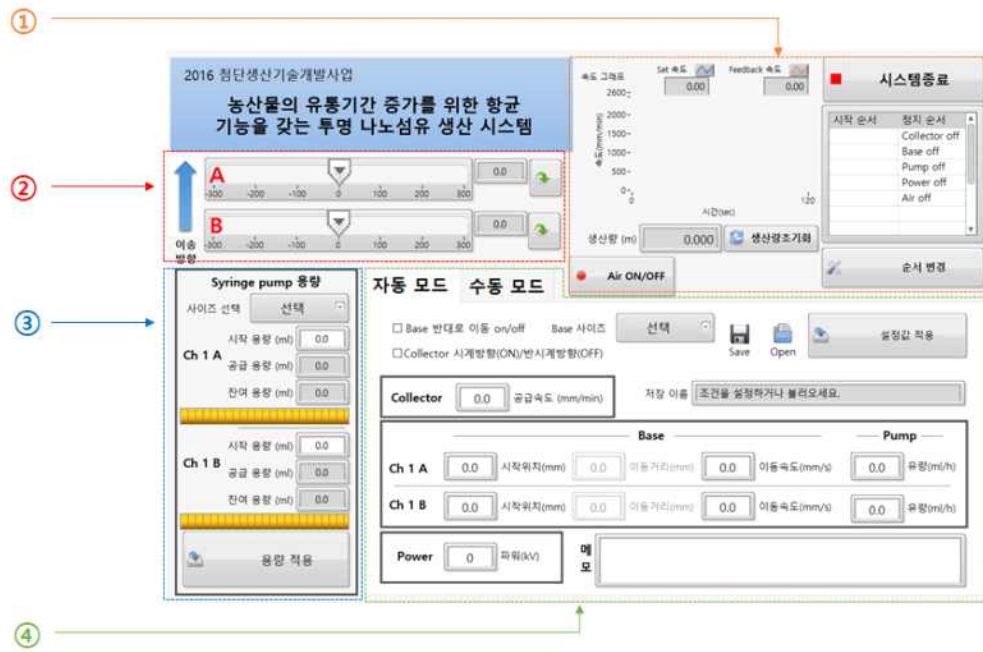 ①
2016 첨단생산기술개발사업
농산물의 유통기간 증가를 위한 항균
기능을 갖는 투명 나노섬유 생산 시스템
속도 그래프
Set 속도
0.00
Feedback 속도
0.00
2600
2000
1500
1000
500
0
속도(mm/min)
0
120
시간(sec)
생산량 (m)
0.000
생산량초기화
Air ON/OFF
시스템종료
시작 순서
정지 순서
Collector off
Base off
Pump off
Power off
Air off
순서 변경
②
이송
방향
A
-300 -200 -100 0 100 200 300
0.0
B
-300 -200 -100 0 100 200 300
0.0
③
Syringe pump 용량
사이즈 선택 선택
Ch 1 A
시작 용량 (ml) 0.0
공급 용량 (ml) 0.0
잔여 용량 (ml) 0.0
Ch 1 B
시작 용량 (ml) 0.0
공급 용량 (ml) 0.0
잔여 용량 (ml) 0.0
용량 적용
자동 모드 수동 모드
Base 반대로 이동 on/off Base 사이즈 선택
Save Open 설정값 적용
Collector 시계방향(ON)/반시계방향(OFF)
Collector 0.0 공급속도 (mm/min)
저장 이름 조건을 설정하거나 불러오세요.
Base Pump
Ch 1 A 0.0 시작위치(mm) 0.0 이동거리(mm) 0.0 이동속도(mm/s) 0.0 유량(ml/h)
Ch 1 B 0.0 시작위치(mm) 0.0 이동거리(mm) 0.0 이동속도(mm/s) 0.0 유량(ml/h)
Power 0 파워(kV)
메
모
④